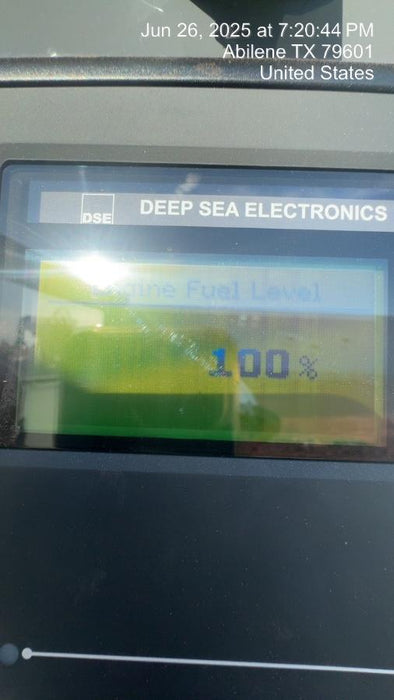 Jun 26, 2025 at 7:20:44 PM
Abilene TX 79601
United States
DSE
DEEP SEA ELECTRONICS
Engine Fuel Level
100 %